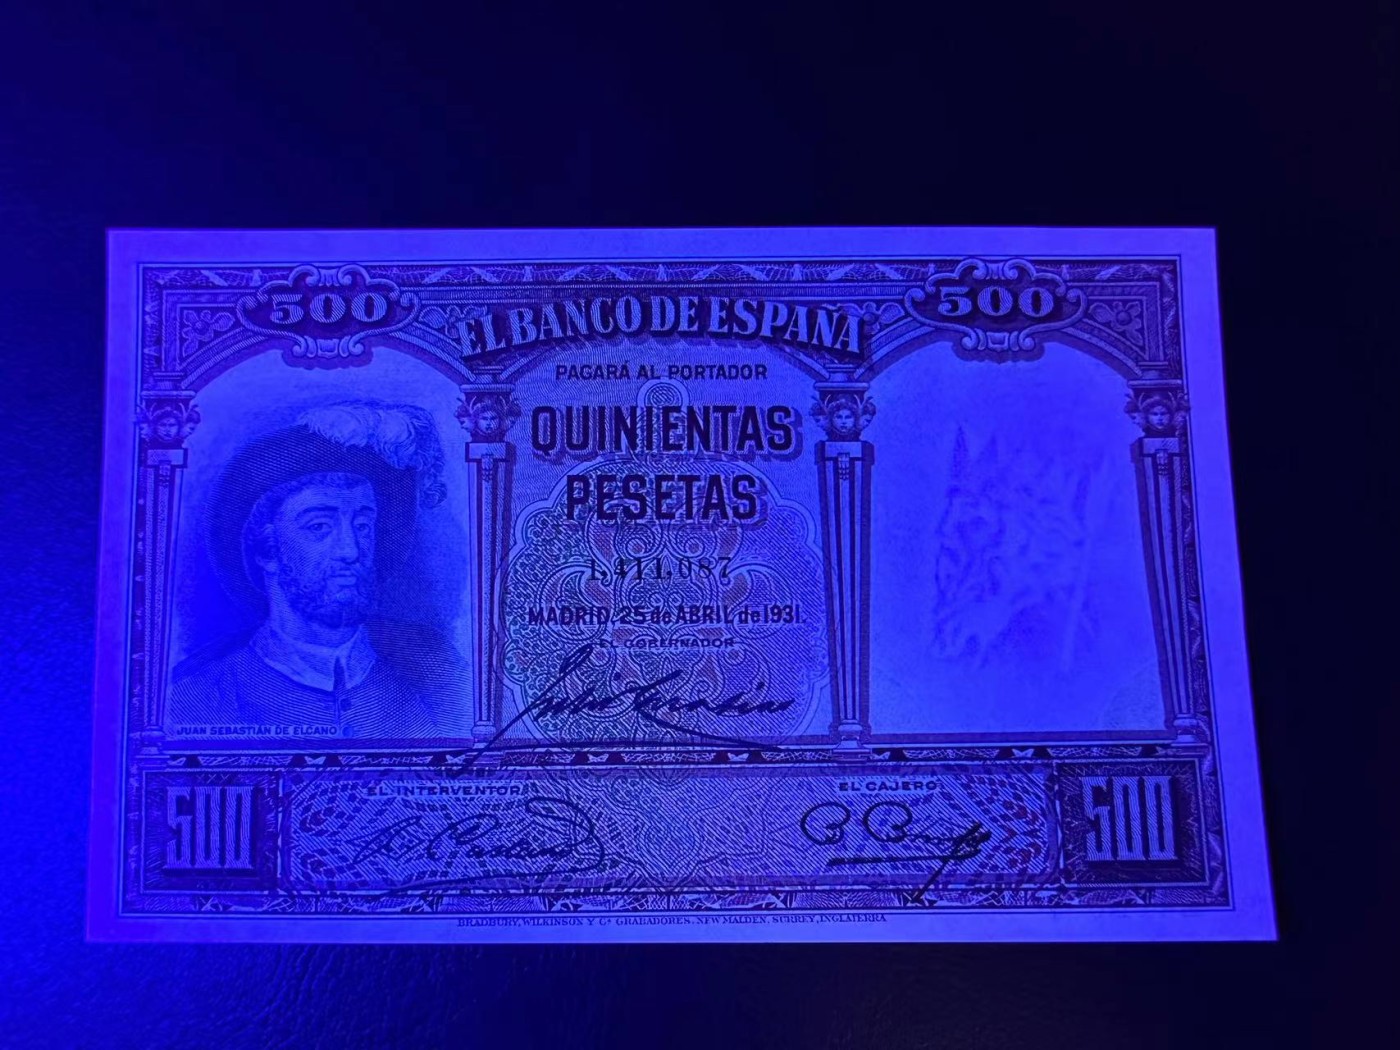 500
500
EL BANCO DE ESPAÑA
PAGARÁ AL PORTADOR
QUINIENTAS
PESETAS
1,411,087
MADRID, 25 de ABRIL de 1931.
EL GOBERNADOR
JUAN SEBASTIÁN DE ELCANO
500
EL INTERVENTOR
EL CAJERO
500
BRADBURY, WILKINSON Y Cª GRABADORES, NEW MALDEN, SURREY, INGLATERRA